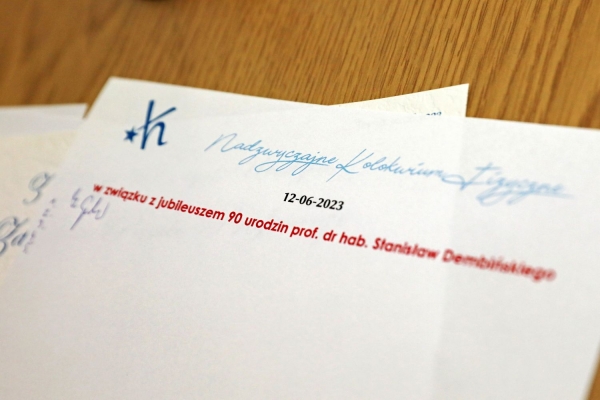 Nadzwyczajne Kolokwium Fizyczne
12-06-2023
w związku z jubileuszem 90 urodzin prof. dr hab. Stanisław Dembińskiego